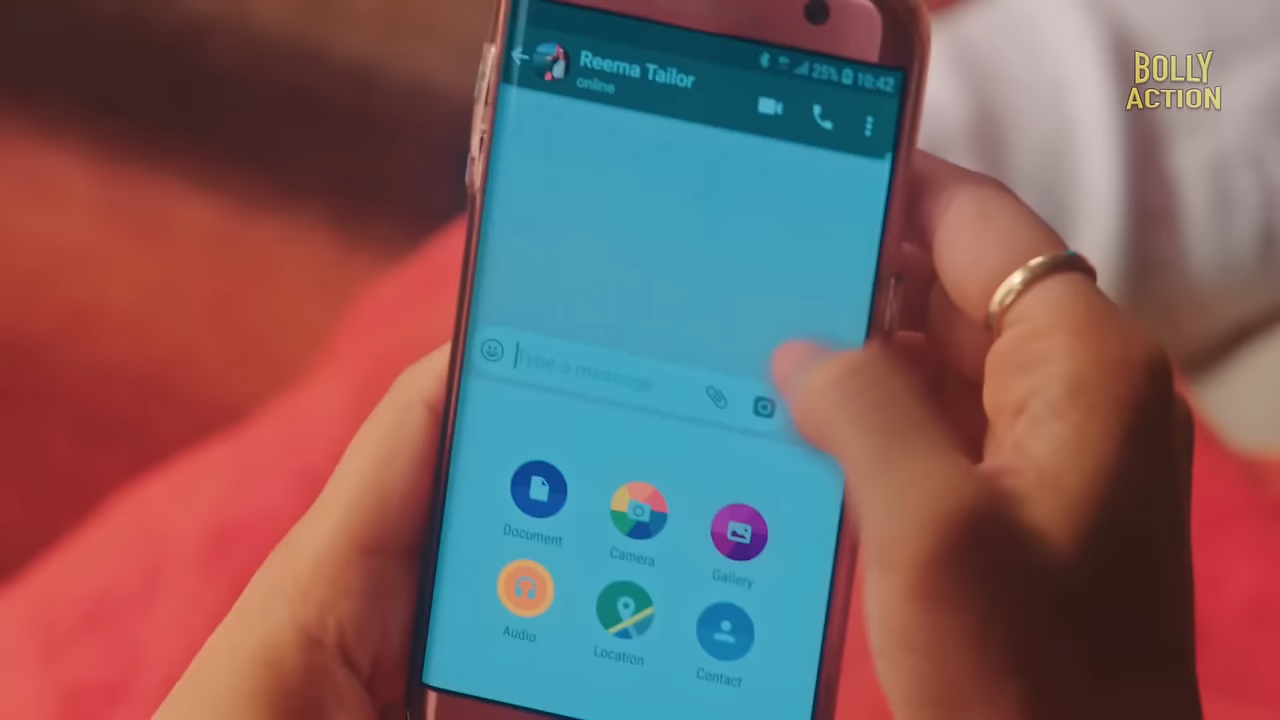 BOLLY
ACTION
25% 10:42
Reema Tailor
online
Type a message
Document
Camera
Gallery
Audio
Location
Contact